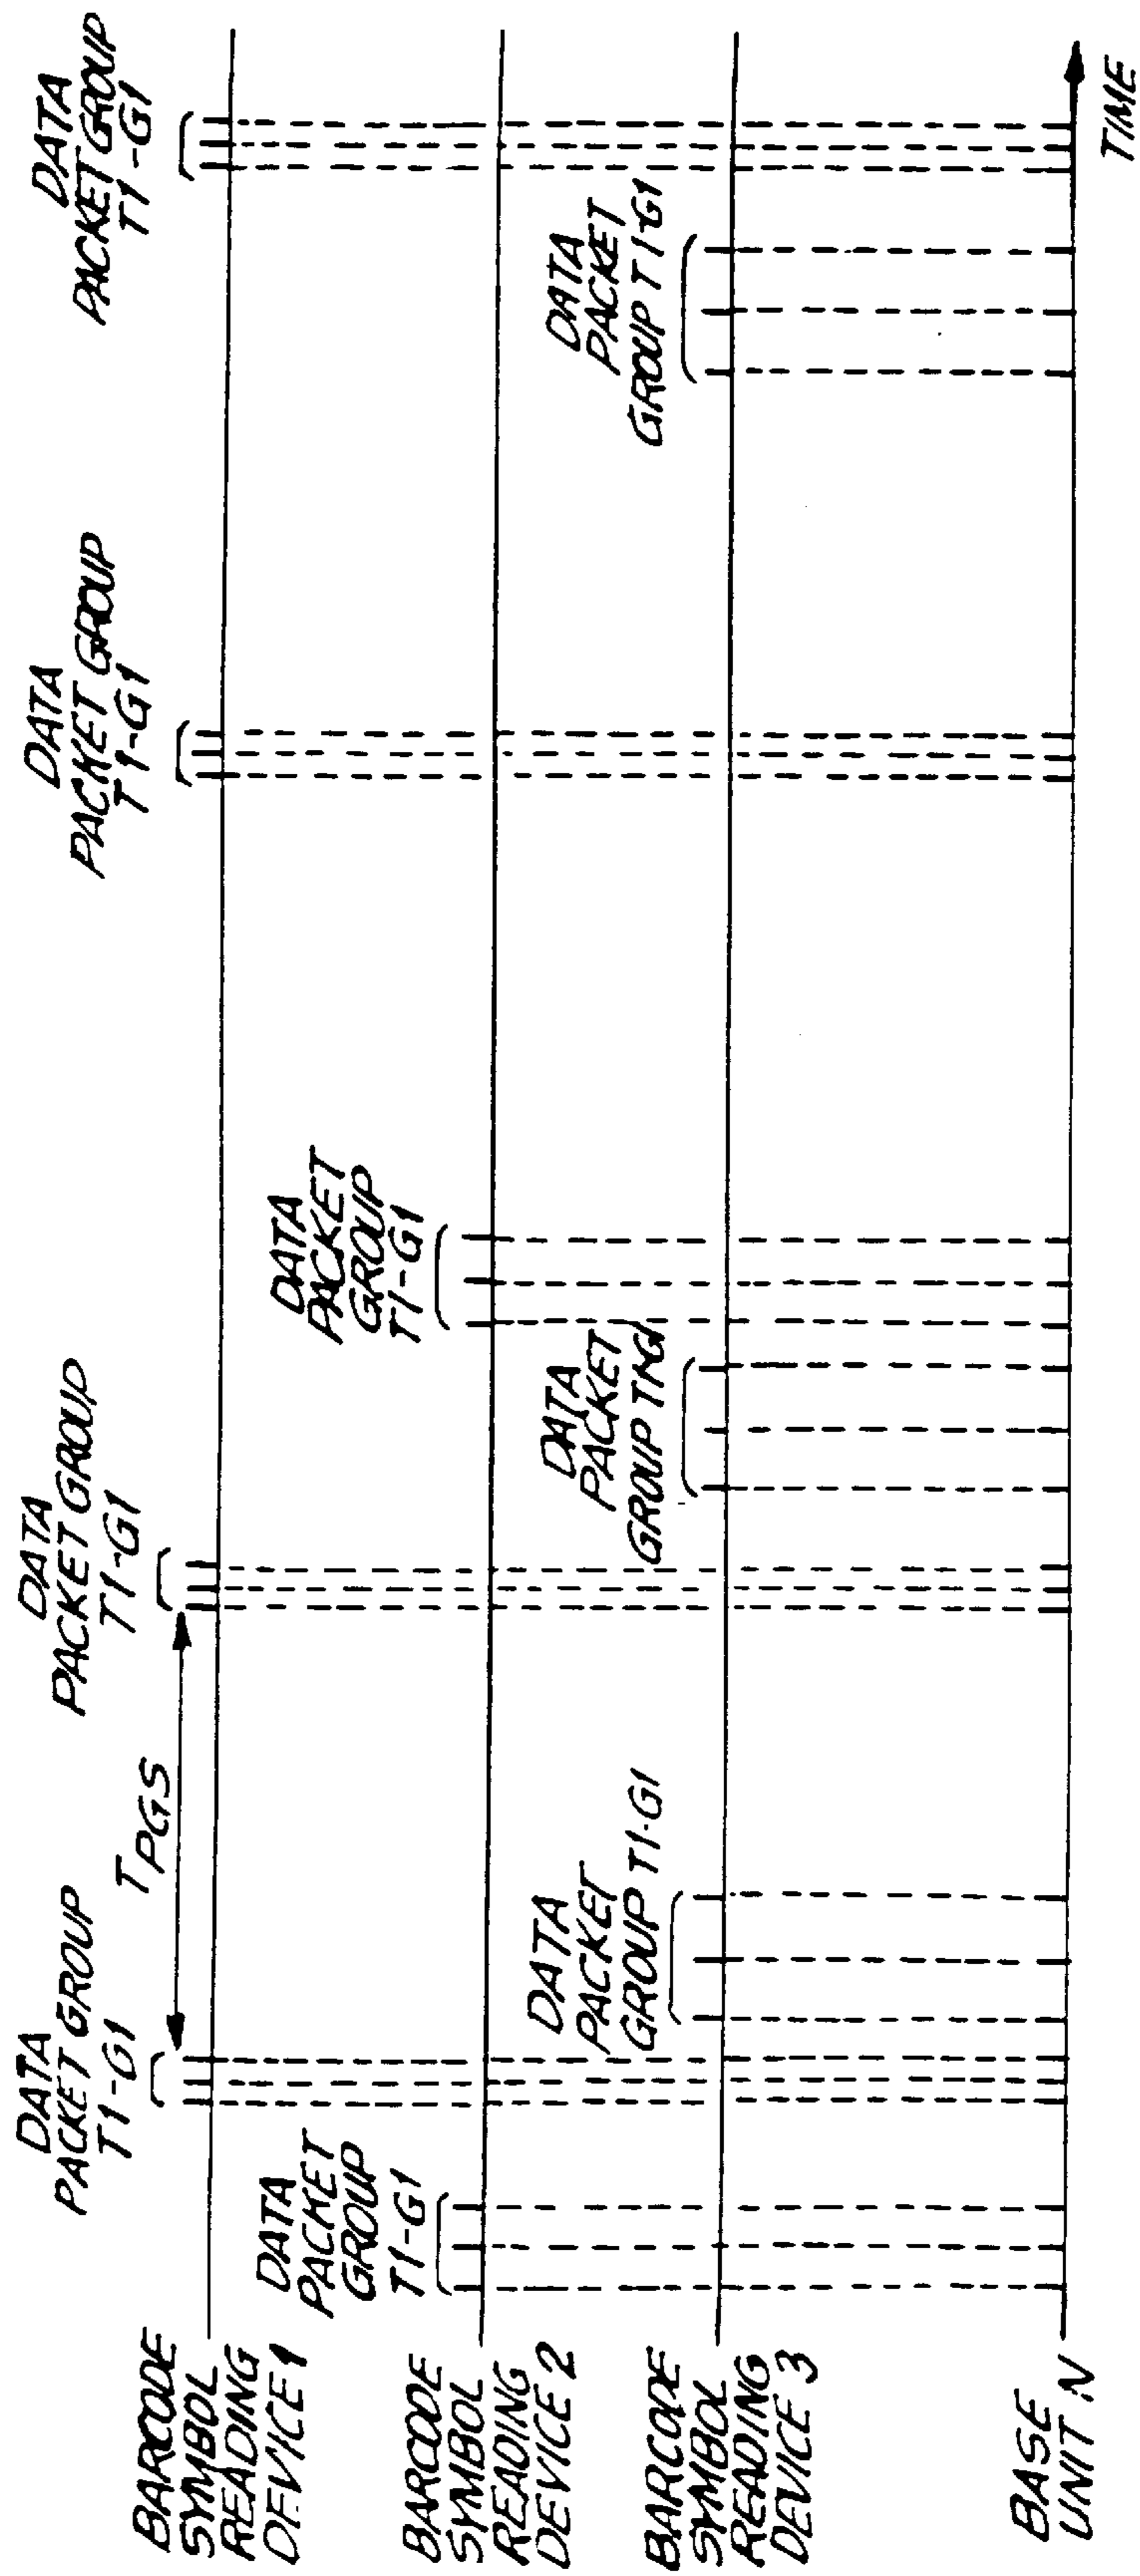 DATA
PACKET GROUP
T1-G1
DATA
PACKET GROUP
T1-G1
DATA
PACKET GROUP
T1-G1
DATA
PACKET GROUP
T1-G1
TPGS
BARCODE
SYMBOL
READING
DEVICE 1
DATA
PACKET
GROUP
T1-G1
DATA
PACKET
GROUP
T1-G1
BARCODE
SYMBOL
READING
DEVICE 2
DATA
PACKET
GROUP T1-G1
DATA
PACKET
GROUP T1-G1
DATA
PACKET
GROUP T1-G1
BARCODE
SYMBOL
READING
DEVICE 3
BASE
UNIT N
TIME